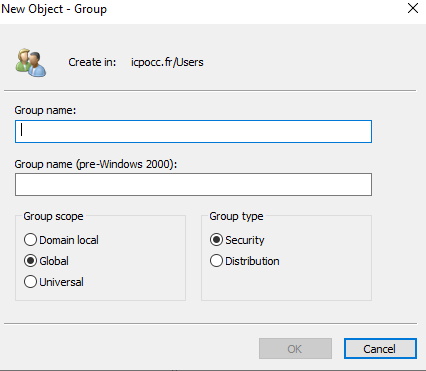 New Object - Group
Create in: icpocc.fr/Users
Group name:
Group name (pre-Windows 2000):
Group scope
Domain local
Global
Universal
Group type
Security
Distribution
OK
Cancel